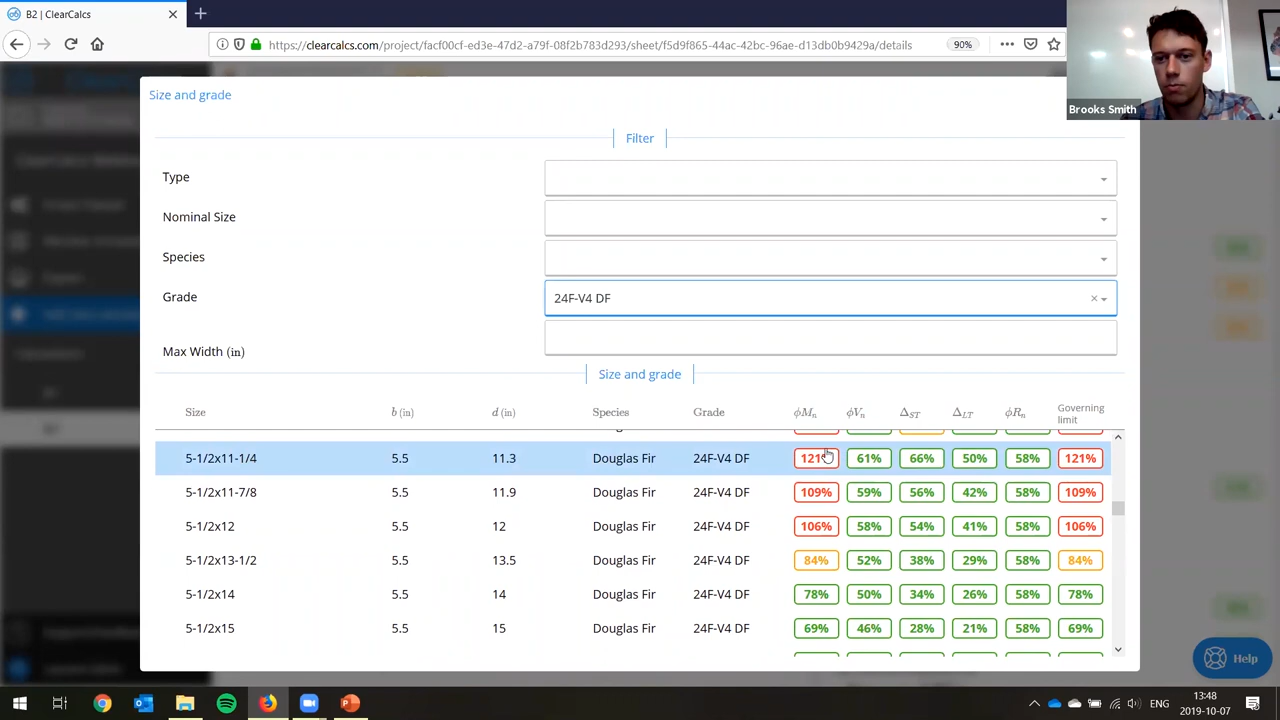 B2 | ClearCalcs
https://clearcalcs.com/project/facf00cf-ed3e-47d2-a79f-08f2b783d293/sheet/f5d9f865-44ac-42bc-96ae-d13db0b9429a/details 90%
Brooks Smith
Size and grade
Filter
Type
Nominal Size
Species
Grade 24F-V4 DF
Max Width (in)
Size and grade
Size b (in) d (in) Species Grade ϕMn ϕVn ΔST ΔLT ϕRn Governing limit
5-1/2x11-1/4 5.5 11.3 Douglas Fir 24F-V4 DF 121% 61% 66% 50% 58% 121%
5-1/2x11-7/8 5.5 11.9 Douglas Fir 24F-V4 DF 109% 59% 56% 42% 58% 109%
5-1/2x12 5.5 12 Douglas Fir 24F-V4 DF 106% 58% 54% 41% 58% 106%
5-1/2x13-1/2 5.5 13.5 Douglas Fir 24F-V4 DF 84% 52% 38% 29% 58% 84%
5-1/2x14 5.5 14 Douglas Fir 24F-V4 DF 78% 50% 34% 26% 58% 78%
5-1/2x15 5.5 15 Douglas Fir 24F-V4 DF 69% 46% 28% 21% 58% 69%
Help
13:48
ENG
2019-10-07